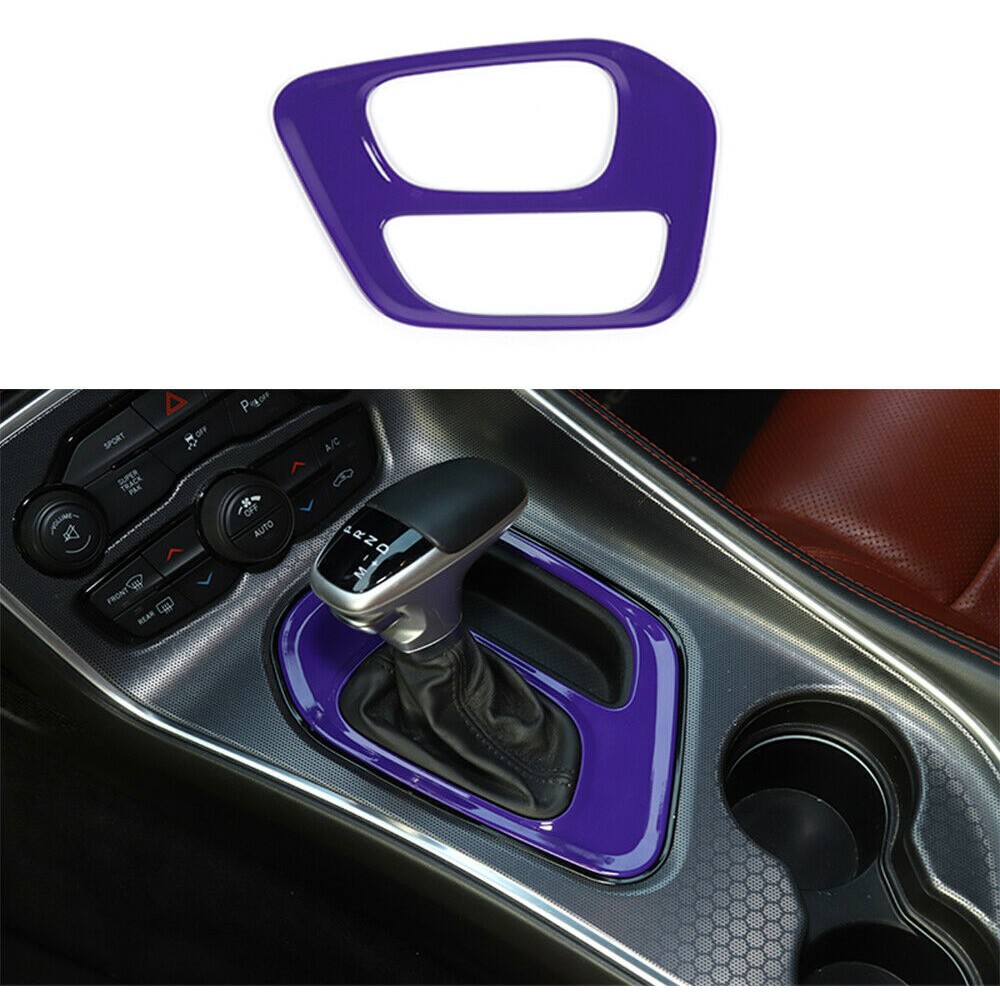 SPORT
OFF
P OFF
SUPER
TRACK
PAK
A/C
VOLUME
OFF
AUTO
FRONT
REAR
P
R
N
D
M
-